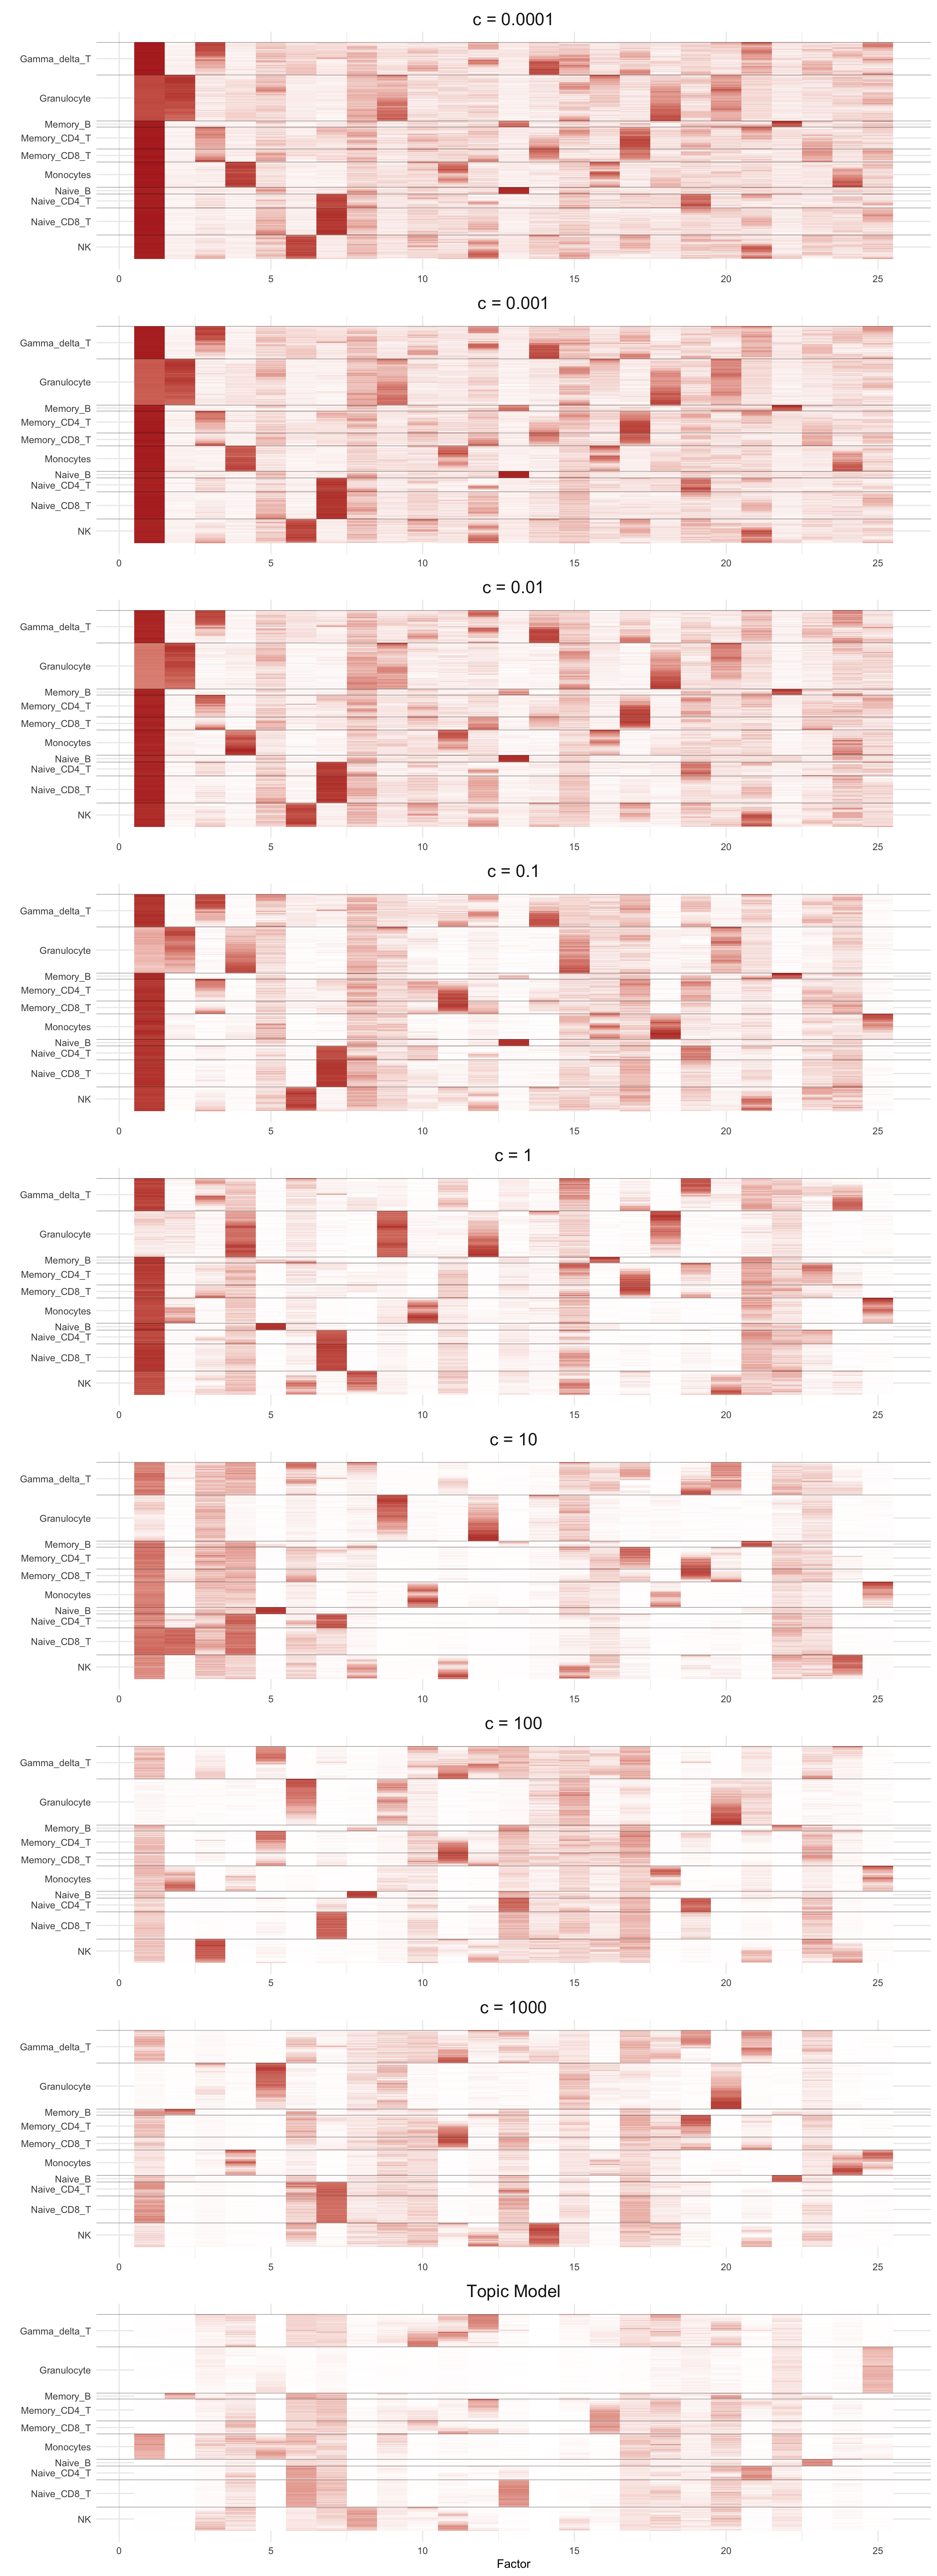 c = 0.0001
Gamma_delta_T
Granulocyte
Memory_B
Memory_CD4_T
Memory_CD8_T
Monocytes
Naive_B
Naive_CD4_T
Naive_CD8_T
NK
0 5 10 15 20 25
c = 0.001
Gamma_delta_T
Granulocyte
Memory_B
Memory_CD4_T
Memory_CD8_T
Monocytes
Naive_B
Naive_CD4_T
Naive_CD8_T
NK
0 5 10 15 20 25
c = 0.01
Gamma_delta_T
Granulocyte
Memory_B
Memory_CD4_T
Memory_CD8_T
Monocytes
Naive_B
Naive_CD4_T
Naive_CD8_T
NK
0 5 10 15 20 25
c = 0.1
Gamma_delta_T
Granulocyte
Memory_B
Memory_CD4_T
Memory_CD8_T
Monocytes
Naive_B
Naive_CD4_T
Naive_CD8_T
NK
0 5 10 15 20 25
c = 1
Gamma_delta_T
Granulocyte
Memory_B
Memory_CD4_T
Memory_CD8_T
Monocytes
Naive_B
Naive_CD4_T
Naive_CD8_T
NK
0 5 10 15 20 25
c = 10
Gamma_delta_T
Granulocyte
Memory_B
Memory_CD4_T
Memory_CD8_T
Monocytes
Naive_B
Naive_CD4_T
Naive_CD8_T
NK
0 5 10 15 20 25
c = 100
Gamma_delta_T
Granulocyte
Memory_B
Memory_CD4_T
Memory_CD8_T
Monocytes
Naive_B
Naive_CD4_T
Naive_CD8_T
NK
0 5 10 15 20 25
c = 1000
Gamma_delta_T
Granulocyte
Memory_B
Memory_CD4_T
Memory_CD8_T
Monocytes
Naive_B
Naive_CD4_T
Naive_CD8_T
NK
0 5 10 15 20 25
Topic Model
Gamma_delta_T
Granulocyte
Memory_B
Memory_CD4_T
Memory_CD8_T
Monocytes
Naive_B
Naive_CD4_T
Naive_CD8_T
NK
0 5 10 15 20 25
Factor